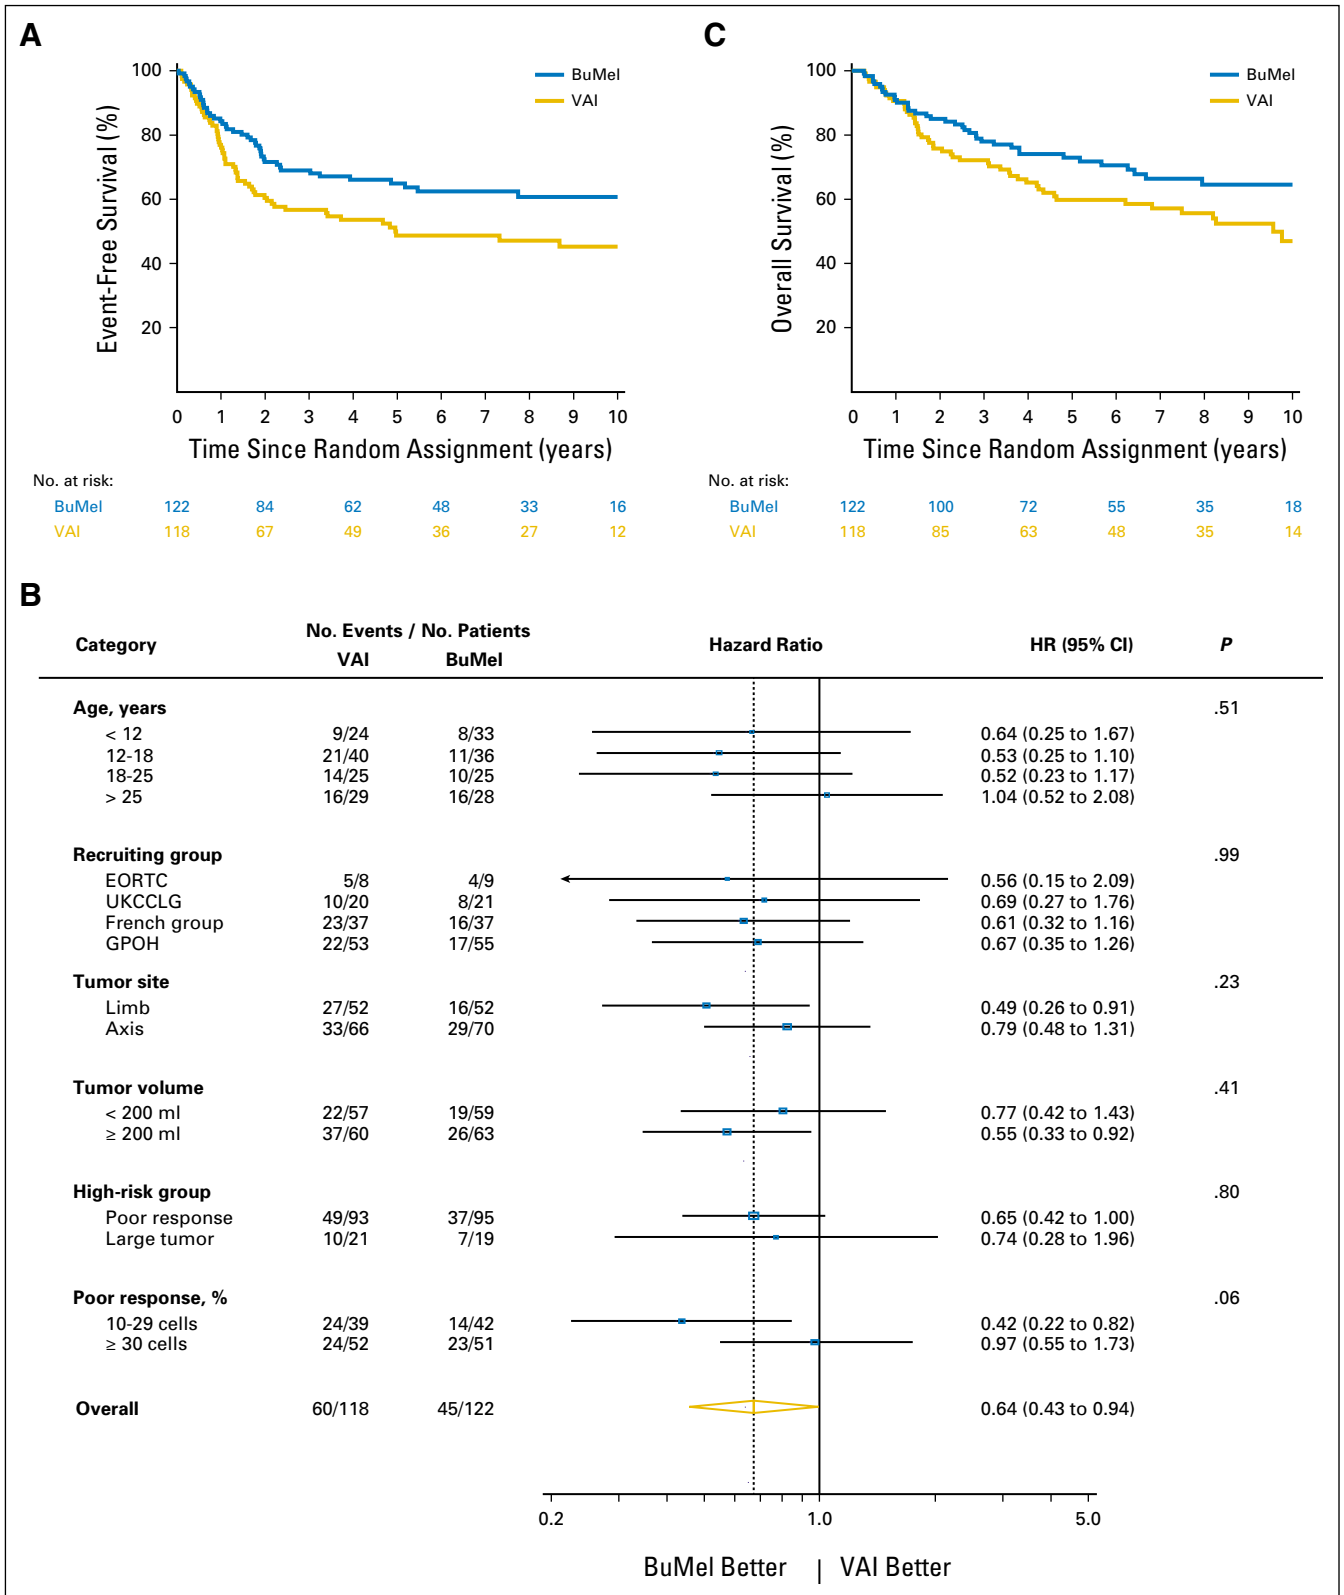 A
100
80
60
40
20
Event-Free Survival (%)
BuMel
VAI
0 1 2 3 4 5 6 7 8 9 10
Time Since Random Assignment (years)
No. at risk:
BuMel 122 84 62 48 33 16
VAI 118 67 49 36 27 12
C
100
80
60
40
20
Overall Survival (%)
BuMel
VAI
0 1 2 3 4 5 6 7 8 9 10
Time Since Random Assignment (years)
No. at risk:
BuMel 122 100 72 55 35 18
VAI 118 85 63 48 35 14
B
No. Events / No. Patients
Category VAI BuMel Hazard Ratio HR (95% CI) P
Age, years .51
< 12 9/24 8/33 0.64 (0.25 to 1.67)
12-18 21/40 11/36 0.53 (0.25 to 1.10)
18-25 14/25 10/25 0.52 (0.23 to 1.17)
> 25 16/29 16/28 1.04 (0.52 to 2.08)
Recruiting group .99
EORTC 5/8 4/9 0.56 (0.15 to 2.09)
UKCCLG 10/20 8/21 0.69 (0.27 to 1.76)
French group 23/37 16/37 0.61 (0.32 to 1.16)
GPOH 22/53 17/55 0.67 (0.35 to 1.26)
Tumor site .23
Limb 27/52 16/52 0.49 (0.26 to 0.91)
Axis 33/66 29/70 0.79 (0.48 to 1.31)
Tumor volume .41
< 200 ml 22/57 19/59 0.77 (0.42 to 1.43)
≥ 200 ml 37/60 26/63 0.55 (0.33 to 0.92)
High-risk group .80
Poor response 49/93 37/95 0.65 (0.42 to 1.00)
Large tumor 10/21 7/19 0.74 (0.28 to 1.96)
Poor response, % .06
10-29 cells 24/39 14/42 0.42 (0.22 to 0.82)
≥ 30 cells 24/52 23/51 0.97 (0.55 to 1.73)
Overall 60/118 45/122 0.64 (0.43 to 0.94)
0.2 1.0 5.0
BuMel Better | VAI Better